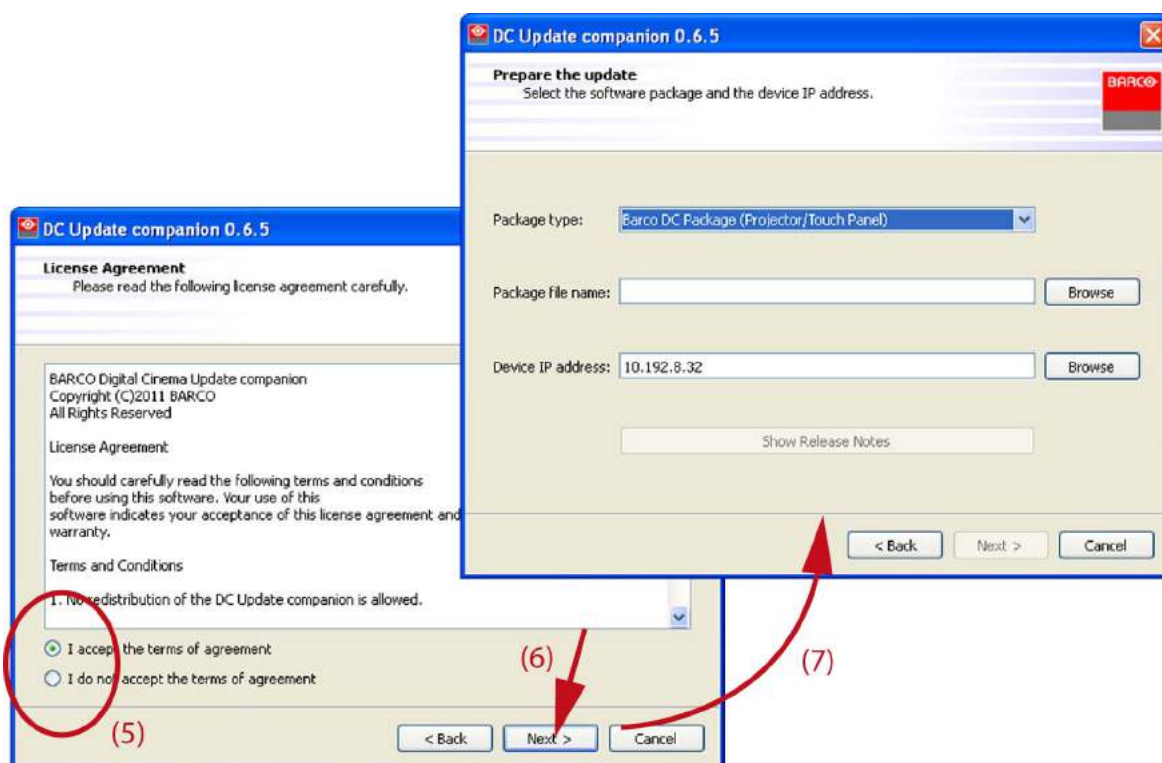 DC Update companion 0.6.5
Prepare the update
Select the software package and the device IP address.
BARCO
Package type:
Barco DC Package (Projector/Touch Panel)
Package file name:
Browse
Device IP address:
10.192.8.32
Browse
Show Release Notes
< Back
Next >
Cancel
DC Update companion 0.6.5
License Agreement
Please read the following license agreement carefully.
BARCO Digital Cinema Update companion
Copyright (C)2011 BARCO
All Rights Reserved
License Agreement
You should carefully read the following terms and conditions
before using this software. Your use of this
software indicates your acceptance of this license agreement and
warranty.
Terms and Conditions
1. No redistribution of the DC Update companion is allowed.
I accept the terms of agreement
I do not accept the terms of agreement
(5)
(6)
(7)
< Back
Next >
Cancel